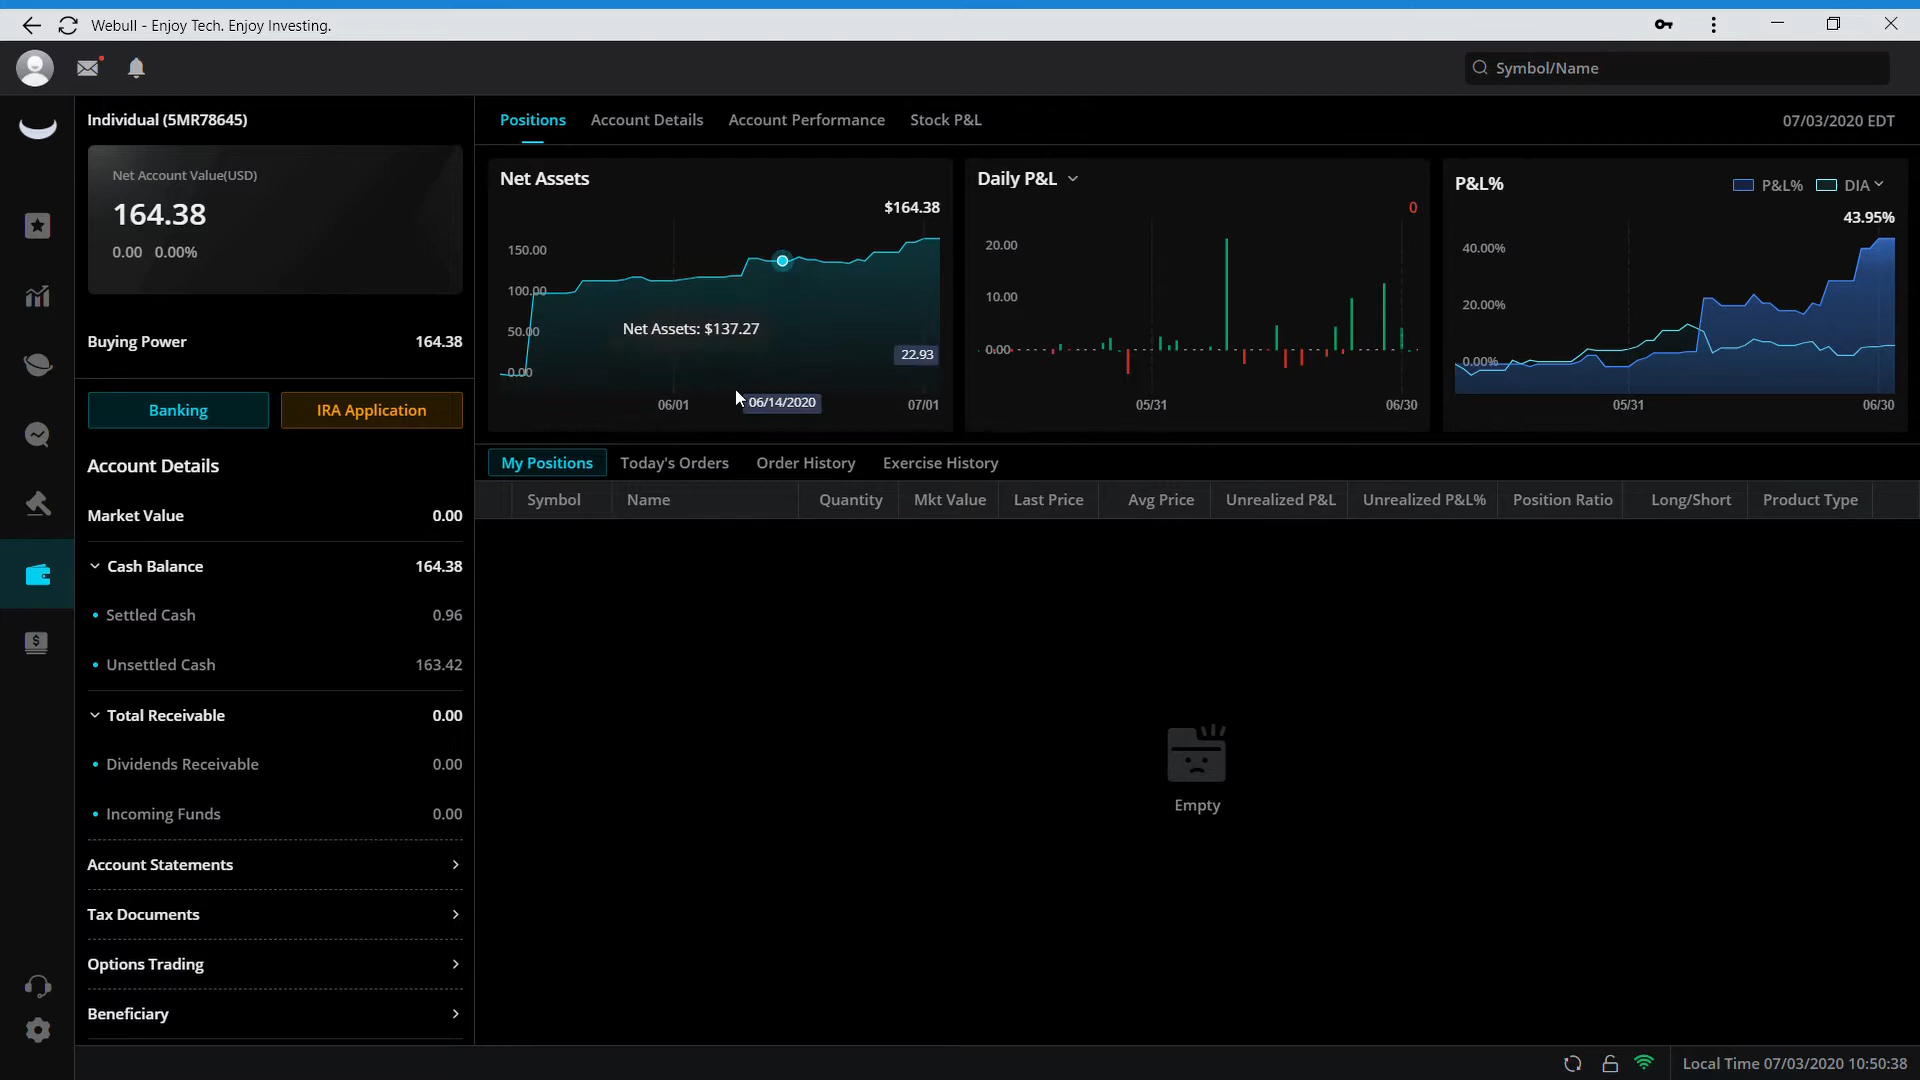 Webull - Enjoy Tech. Enjoy Investing.
Symbol/Name
Individual (5MR78645)
Net Account Value(USD)
164.38
0.00 0.00%
Buying Power 164.38
Banking IRA Application
Account Details
Market Value 0.00
Cash Balance 164.38
Settled Cash 0.96
Unsettled Cash 163.42
Total Receivable 0.00
Dividends Receivable 0.00
Incoming Funds 0.00
Account Statements
Tax Documents
Options Trading
Beneficiary
Positions Account Details Account Performance Stock P&L 07/03/2020 EDT
Net Assets
$164.38
150.00
100.00
50.00
0.00
Net Assets: $137.27
22.93
06/01 06/14/2020 07/01
Daily P&L
0
20.00
10.00
0.00
05/31 06/30
P&L% P&L% DIA
43.95%
40.00%
20.00%
0.00%
05/31 06/30
My Positions Today's Orders Order History Exercise History
Symbol Name Quantity Mkt Value Last Price Avg Price Unrealized P&L Unrealized P&L% Position Ratio Long/Short Product Type
Empty
Local Time 07/03/2020 10:50:38